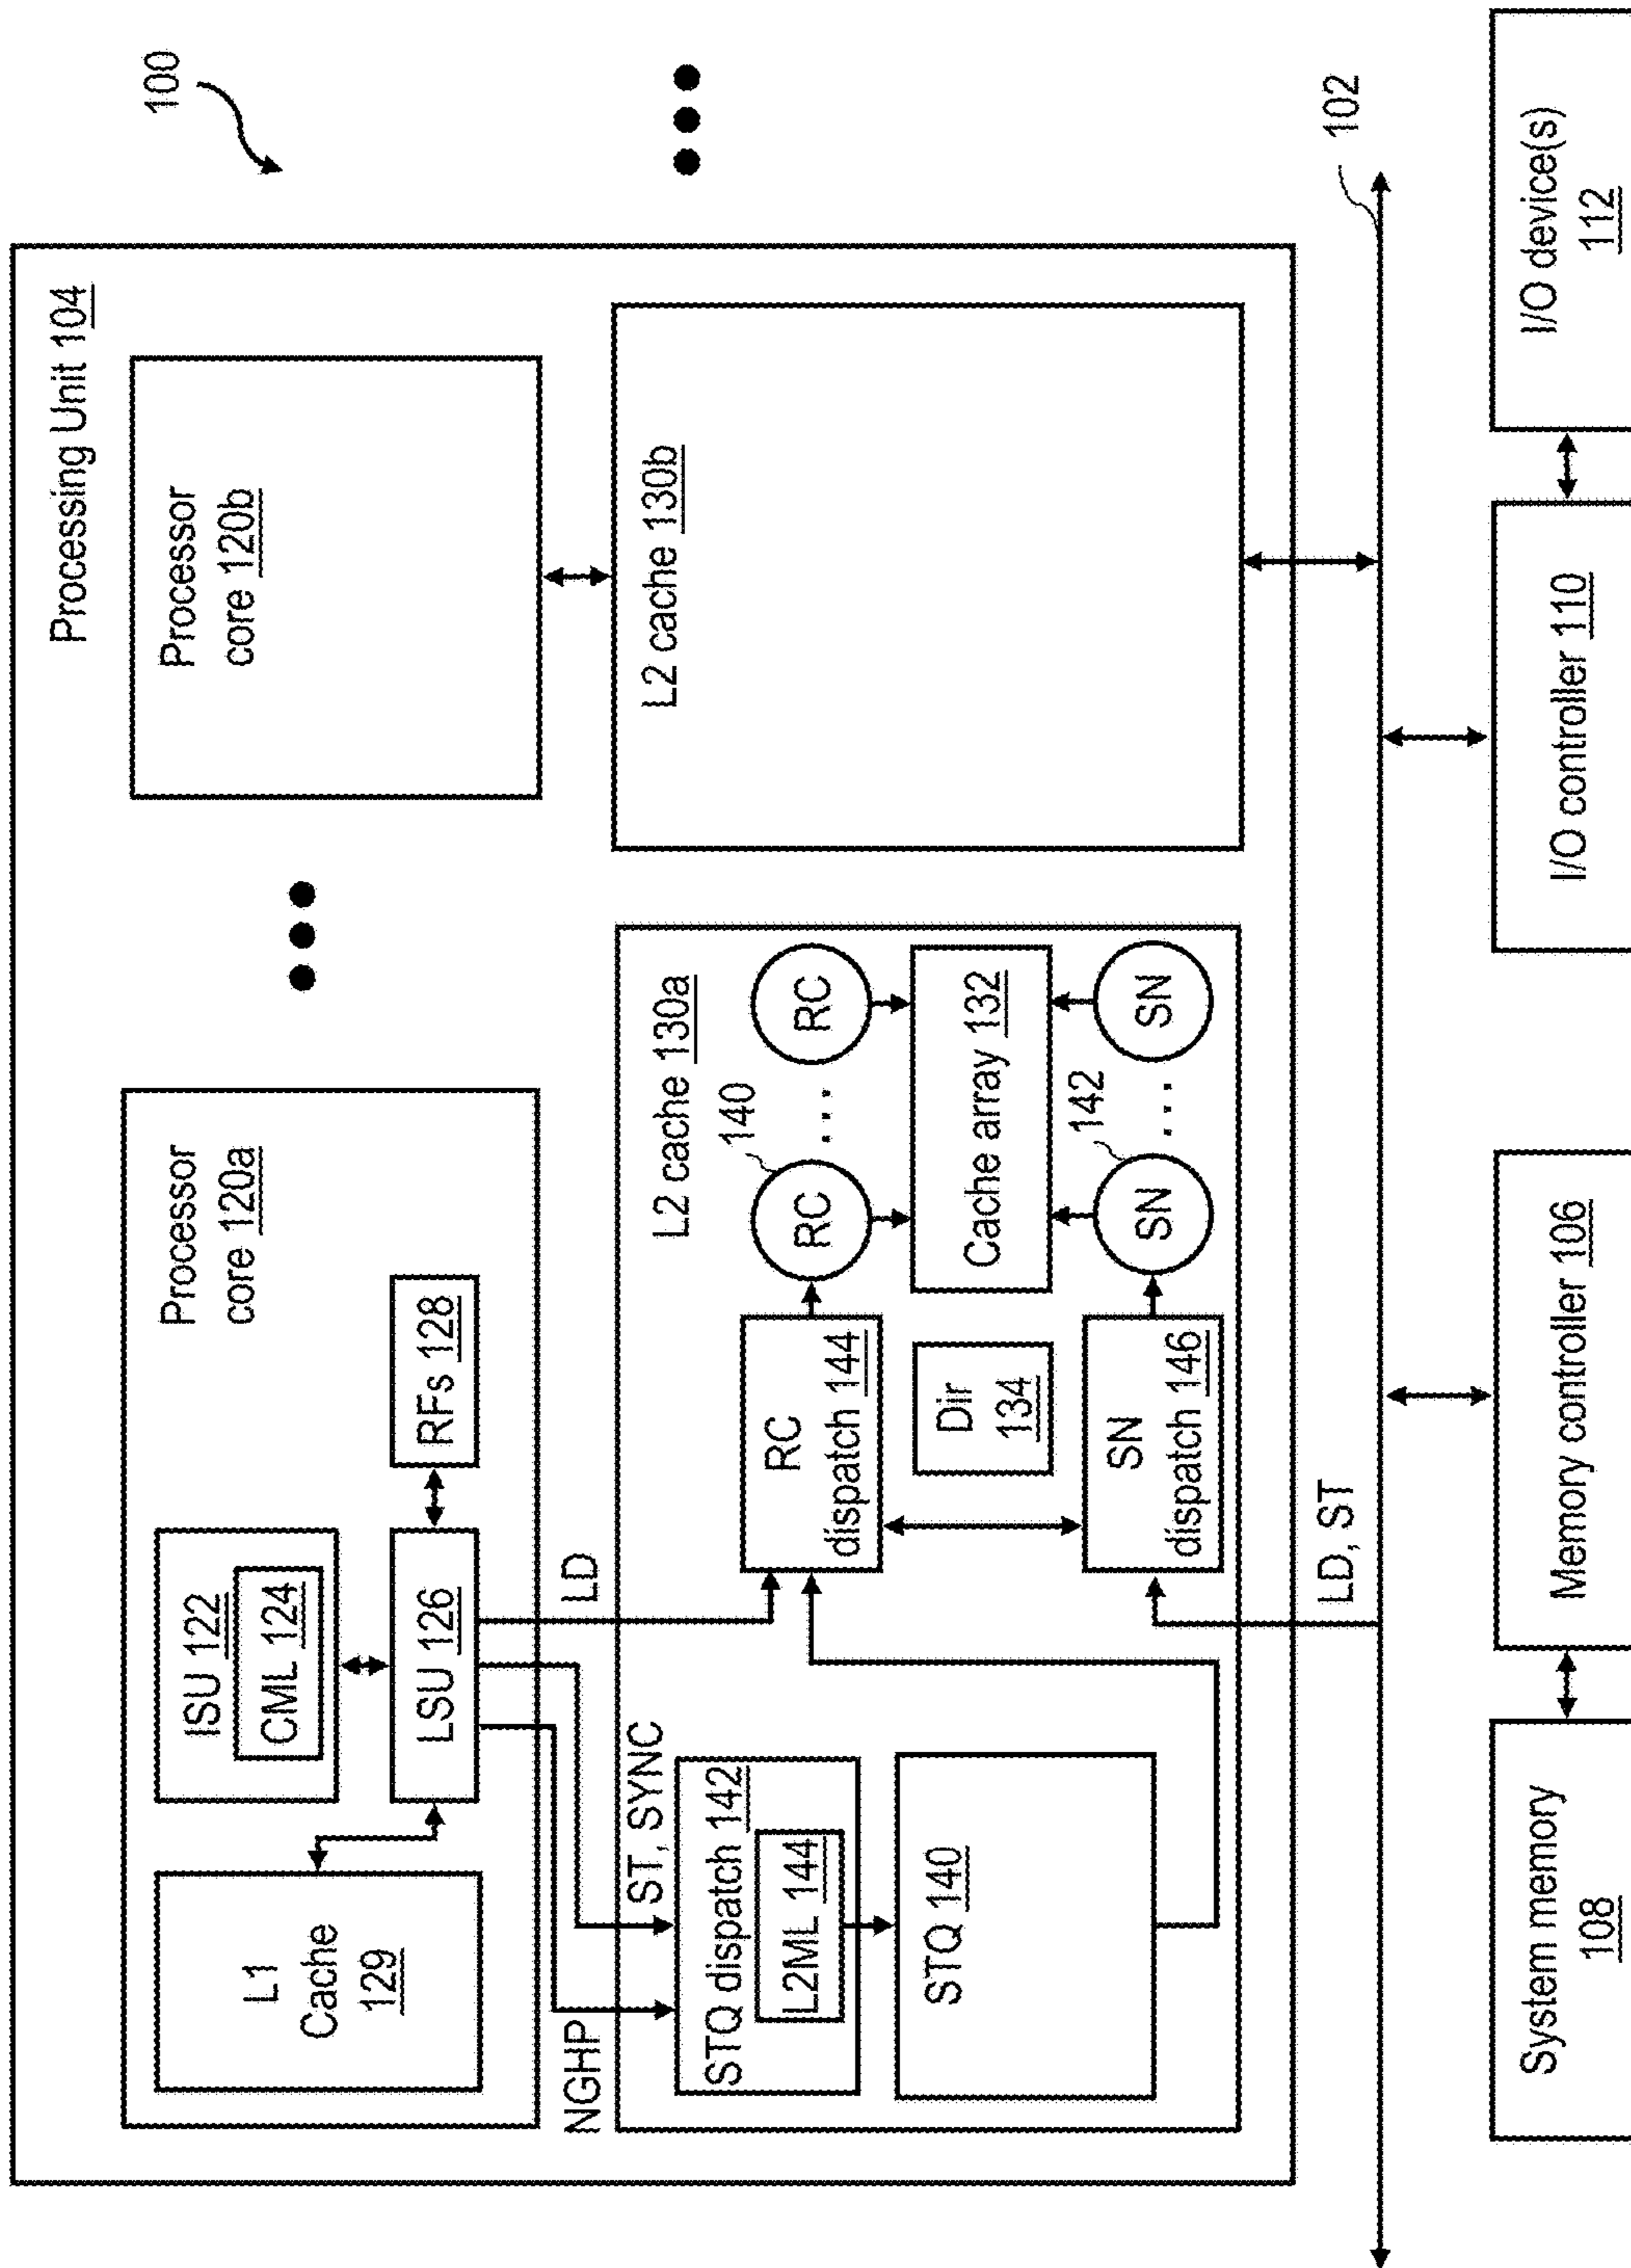 100
Processing Unit 104
Processor
core 120a
ISU 122
CML 124
L1
Cache
129
LSU 126
RFs 128
Processor
core 120b
NGHP
ST, SYNC
LD
L2 cache 130a
STQ dispatch 142
L2ML 144
STQ 140
RC
dispatch 144
Dir
134
SN
dispatch 146
140
RC
...
RC
Cache array 132
142
SN
....
SN
L2 cache 130b
LD, ST
102
System memory
108
Memory controller 106
I/O controller 110
I/O device(s)
112